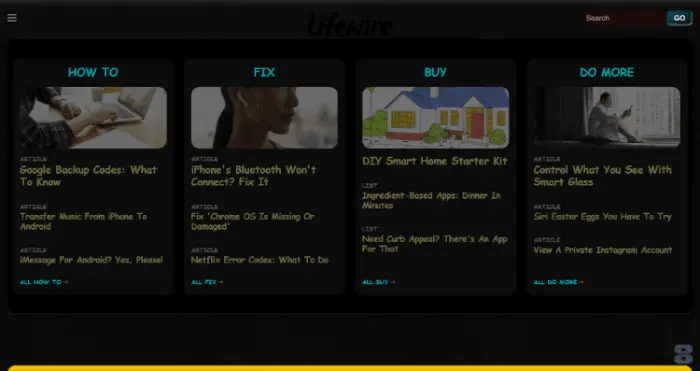 Lifewire
Search
GO
HOW TO
ARTICLE
Google Backup Codes: What
To Know
ARTICLE
Transfer Music From iPhone To
Android
ARTICLE
iMessage For Android? Yes, Please!
ALL HOW TO →
FIX
ARTICLE
iPhone's Bluetooth Won't
Connect? Fix It
ARTICLE
Fix 'Chrome OS Is Missing Or
Damaged'
ARTICLE
Netflix Error Codes: What To Do
ALL FIX →
BUY
DIY Smart Home Starter Kit
LIST
Ingredient-Based Apps: Dinner In
Minutes
LIST
Need Curb Appeal? There's An App
For That
ALL BUY →
DO MORE
ARTICLE
Control What You See With
Smart Glass
ARTICLE
Siri Easter Eggs You Have To Try
ARTICLE
View A Private Instagram Account
ALL DO MORE →